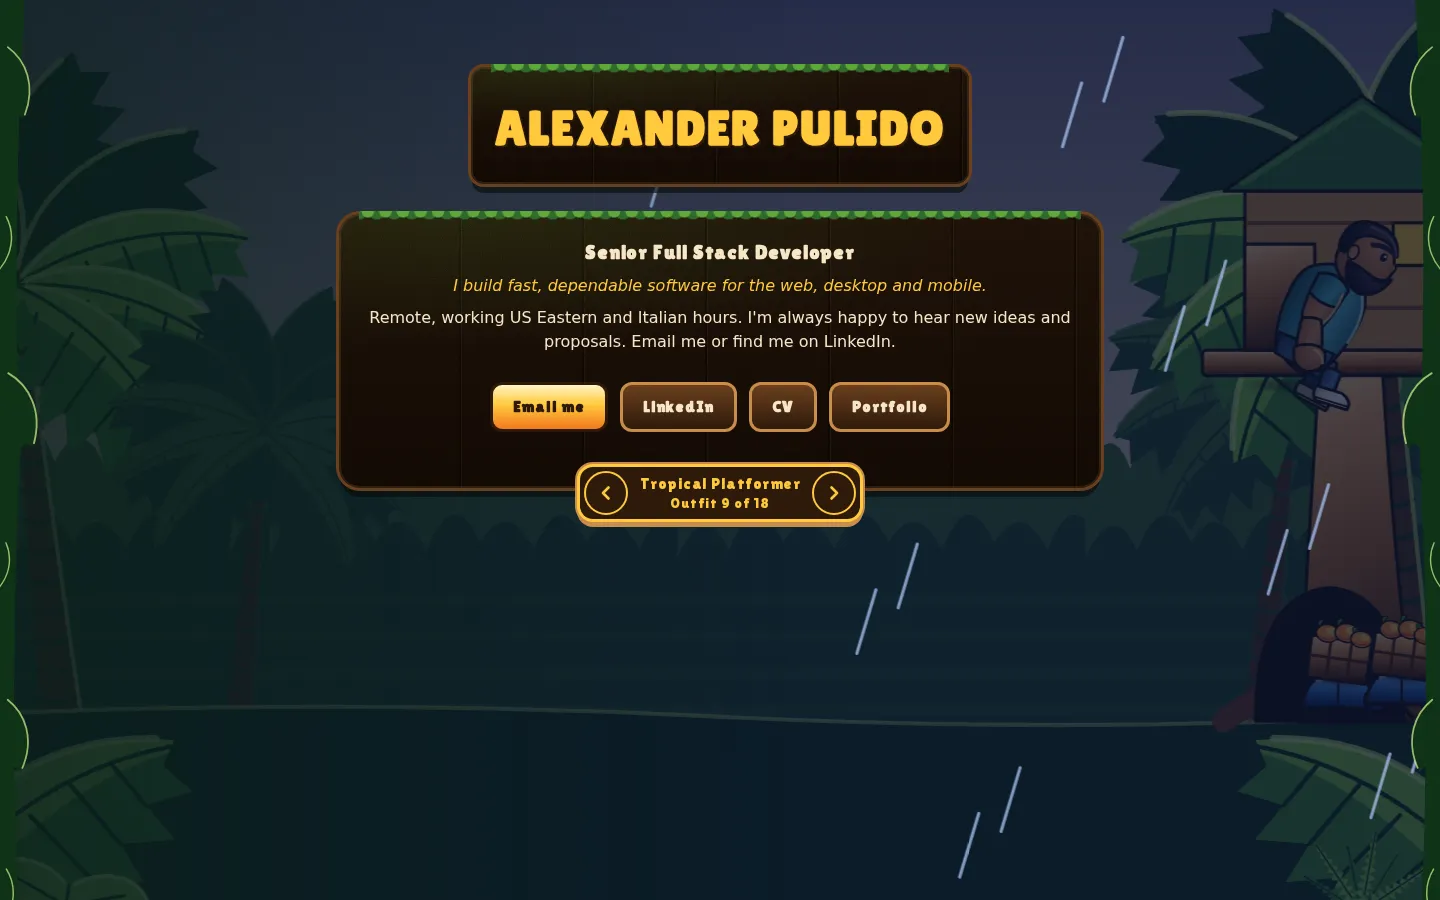 ALEXANDER PULIDO
Senior Full Stack Developer
I build fast, dependable software for the web, desktop and mobile.
Remote, working US Eastern and Italian hours. I'm always happy to hear new ideas and
proposals. Email me or find me on LinkedIn.
Email me
LinkedIn
CV
Portfolio
Tropical Platformer
Outfit 9 of 18